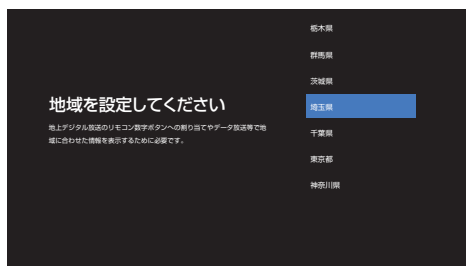 地域を設定してください
地上デジタル放送のリモコン数字ボタンへの割り当てやデータ放送等で地
域に合わせた情報を表示するために必要です。
栃木県
群馬県
茨城県
埼玉県
千葉県
東京都
神奈川県